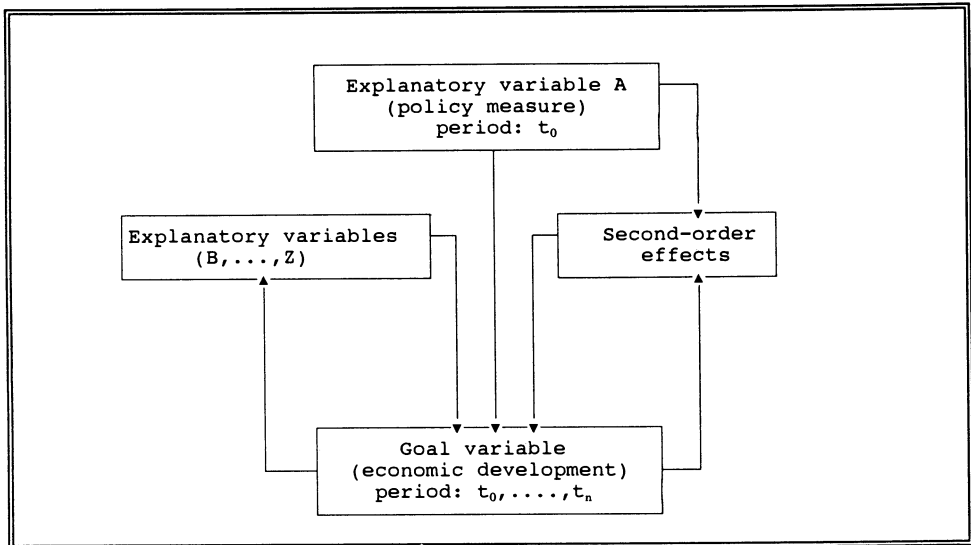 Explanatory variable A
(policy measure)
period: t₀
Explanatory variables
(B,...,Z)
Second-order
effects
Goal variable
(economic development)
period: t₀,....,tₙ